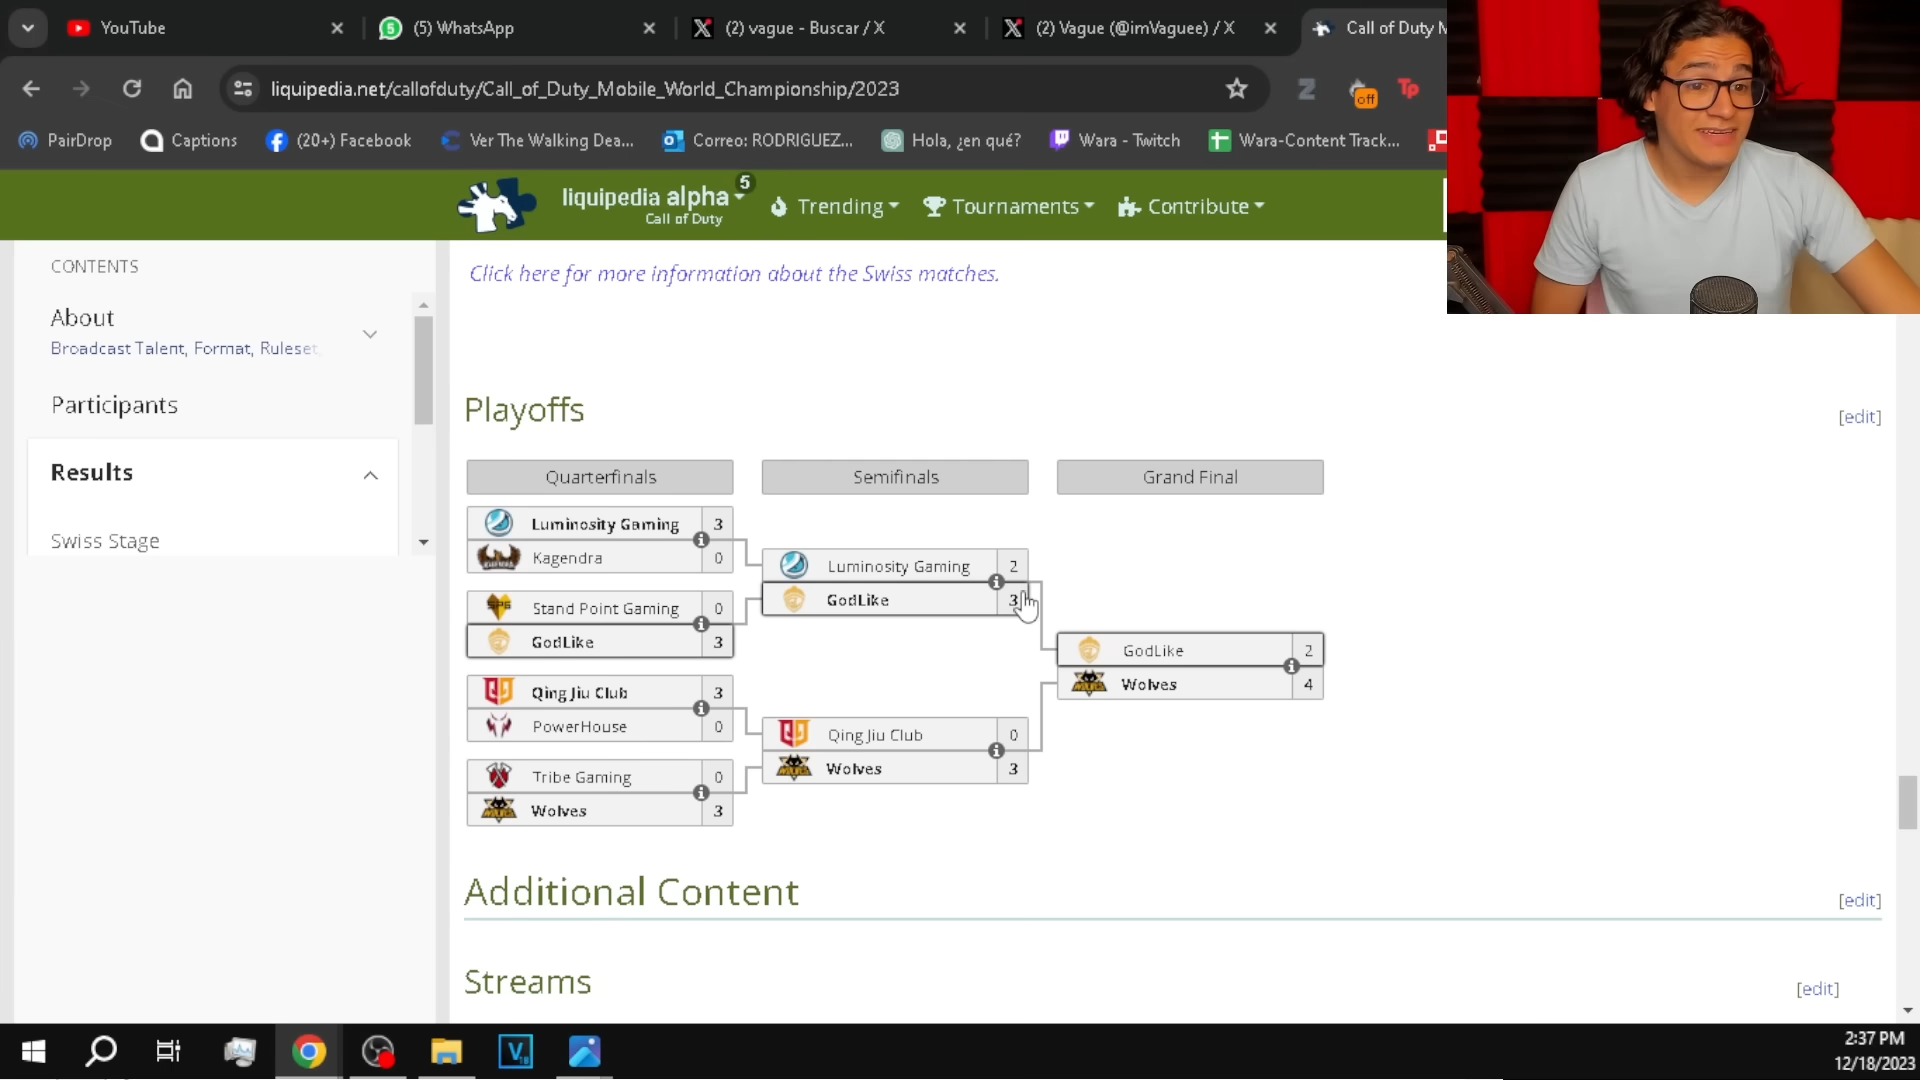 YouTube
(5) WhatsApp
(2) vague - Buscar / X
(2) Vague (@imVaguee) / X
Call of Duty M
liquipedia.net/callofduty/Call_of_Duty_Mobile_World_Championship/2023
off
Tp
PairDrop
Captions
(20+) Facebook
Ver The Walking Dea...
Correo: RODRIGUEZ...
Hola, ¿en qué?
Wara - Twitch
Wara-Content Track...
liquipedia alpha
5
Call of Duty
Trending
Tournaments
Contribute
CONTENTS
About
Broadcast Talent, Format, Ruleset,
Participants
Results
Swiss Stage
Click here for more information about the Swiss matches.
Playoffs
[edit]
Quarterfinals
Semifinals
Grand Final
Luminosity Gaming 3
Kagendra 0
Stand Point Gaming 0
GodLike 3
Qing Jiu Club 3
PowerHouse 0
Tribe Gaming 0
Wolves 3
Luminosity Gaming 2
GodLike 3
Qing Jiu Club 0
Wolves 3
GodLike 2
Wolves 4
Additional Content
[edit]
Streams
[edit]
2:37 PM
12/18/2023